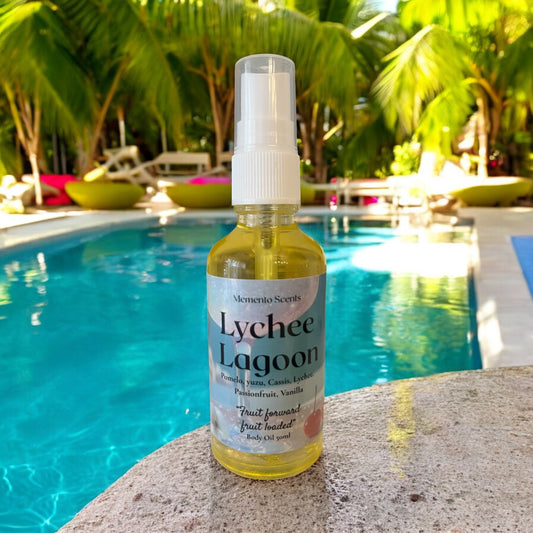 Memento Scents
Lychee
Lagoon
Pomelo, yuzu, Cassis, Lychee,
Passionfruit, Vanilla
"Fruit forward
fruit loaded"
Body Oil 50ml